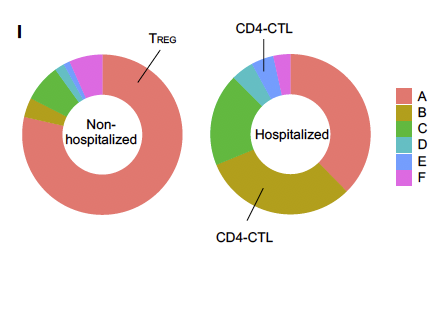 I
TREG
CD4-CTL
Non-
hospitalized
Hospitalized
CD4-CTL
A
B
C
D
E
F